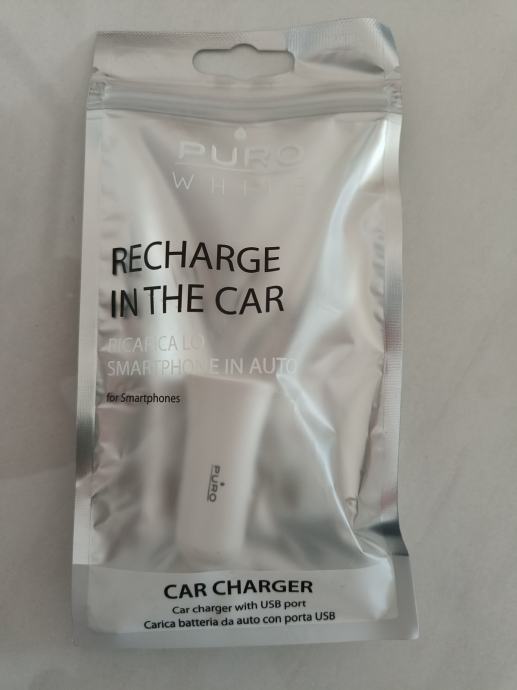 PURO
WHITE
RECHARGE
IN THE CAR
RICARICA LO
SMARTPHONE IN AUTO
for Smartphones
PURO
CAR CHARGER
Car charger with USB port
Carica batteria da auto con porta USB